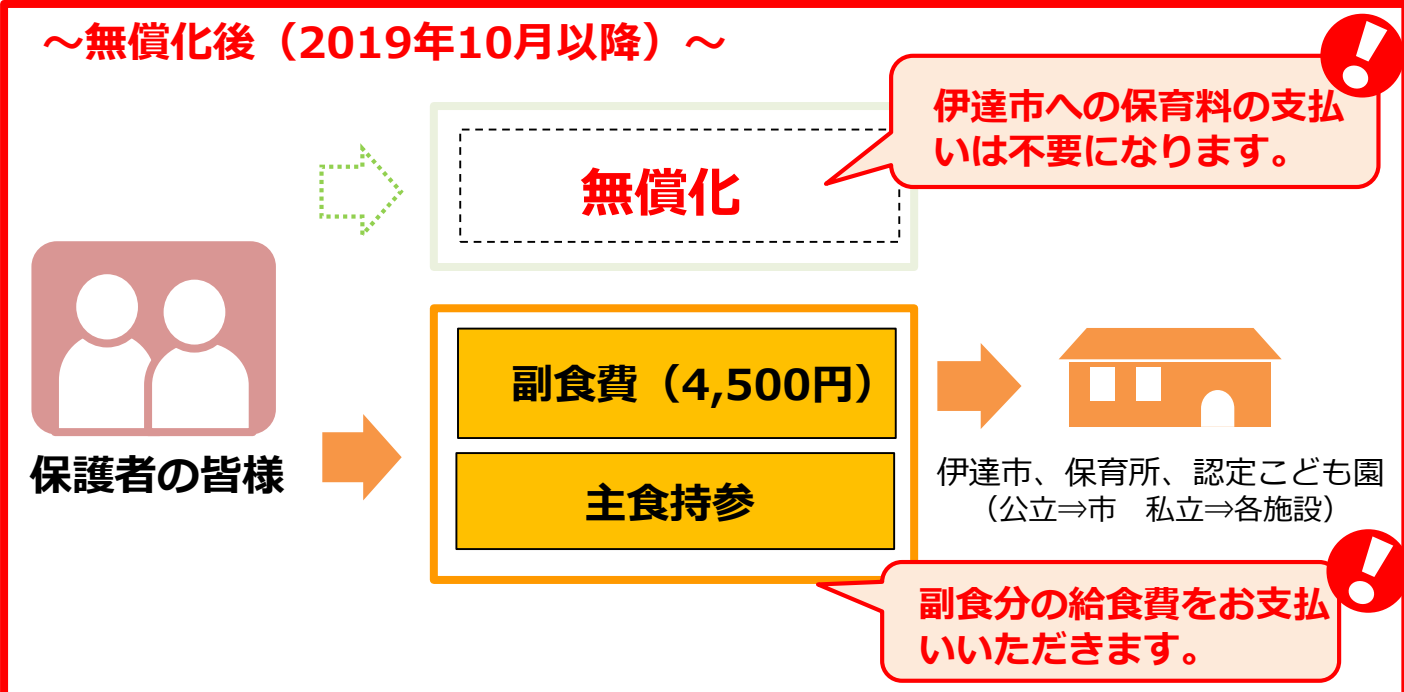 ～無償化後（2019年10月以降）～
伊達市への保育料の支払
いは不要になります。
無償化
副食費（4,500円）
主食持参
保護者の皆様
伊達市、保育所、認定こども園
（公立⇒市　私立⇒各施設）
副食分の給食費をお支払
いいただきます。